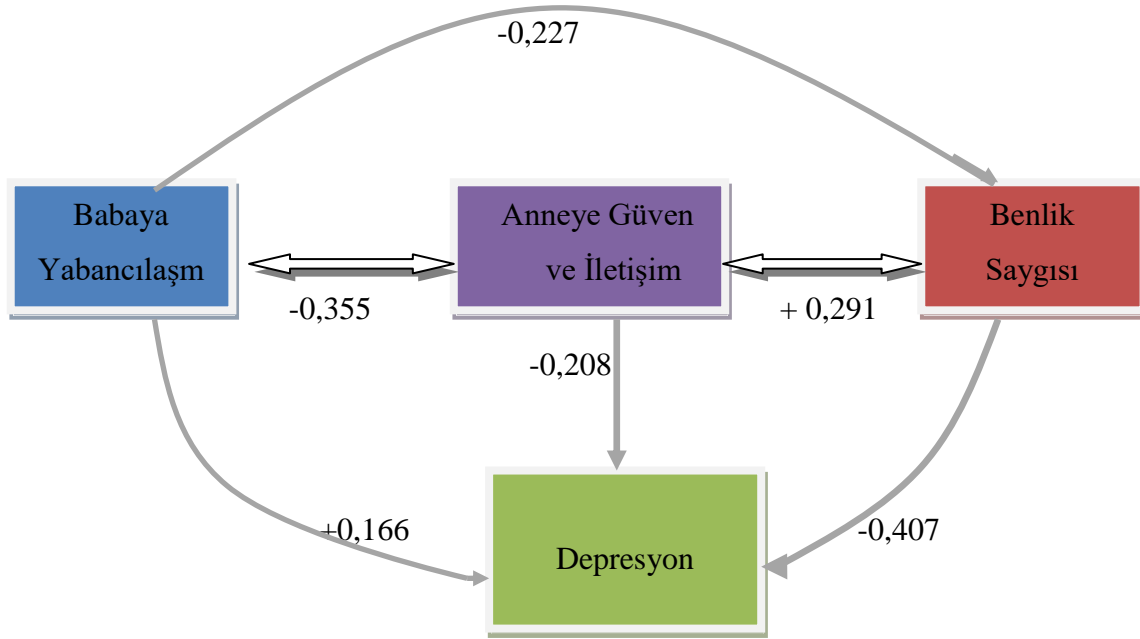 -0,227
Babaya
Yabancılaşm
Anneye Güven
ve İletişim
Benlik
Saygısı
-0,355
+ 0,291
-0,208
+0,166
-0,407
Depresyon